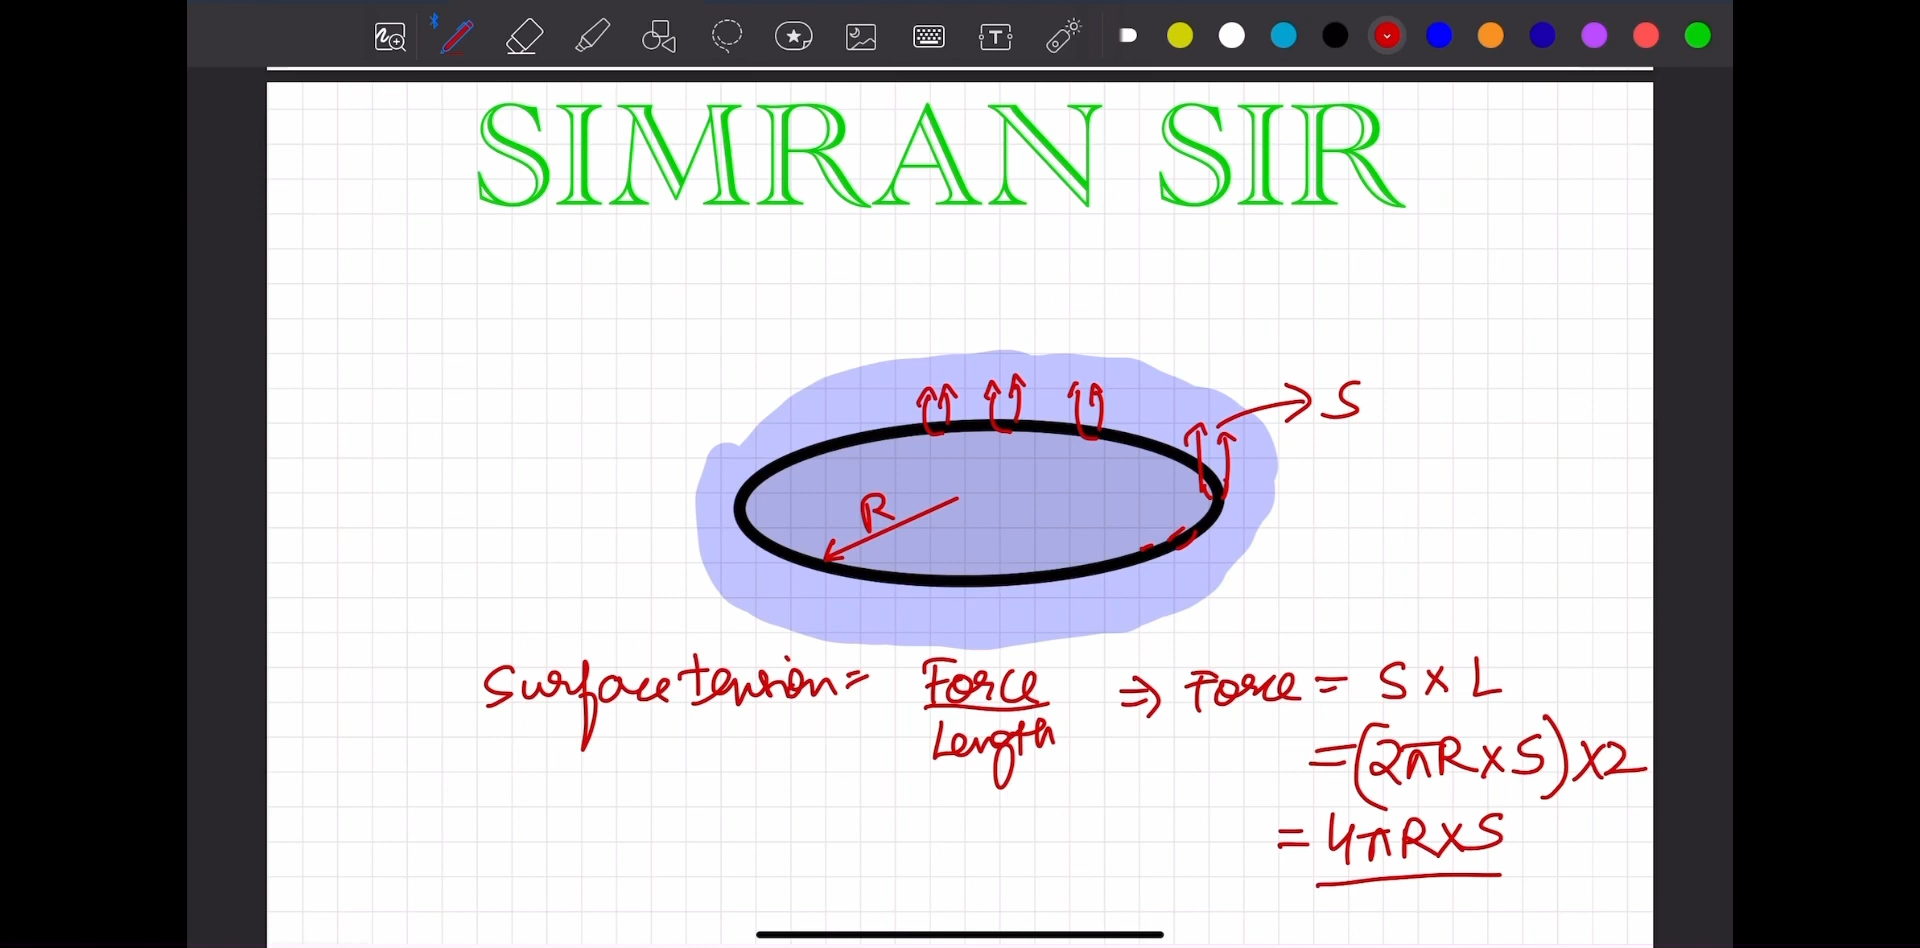 SIMRAN SIR
S
R
Surface tension = Force / Length ⇒ Force = S × L
= (2πR × S) × 2
= 4πR × S